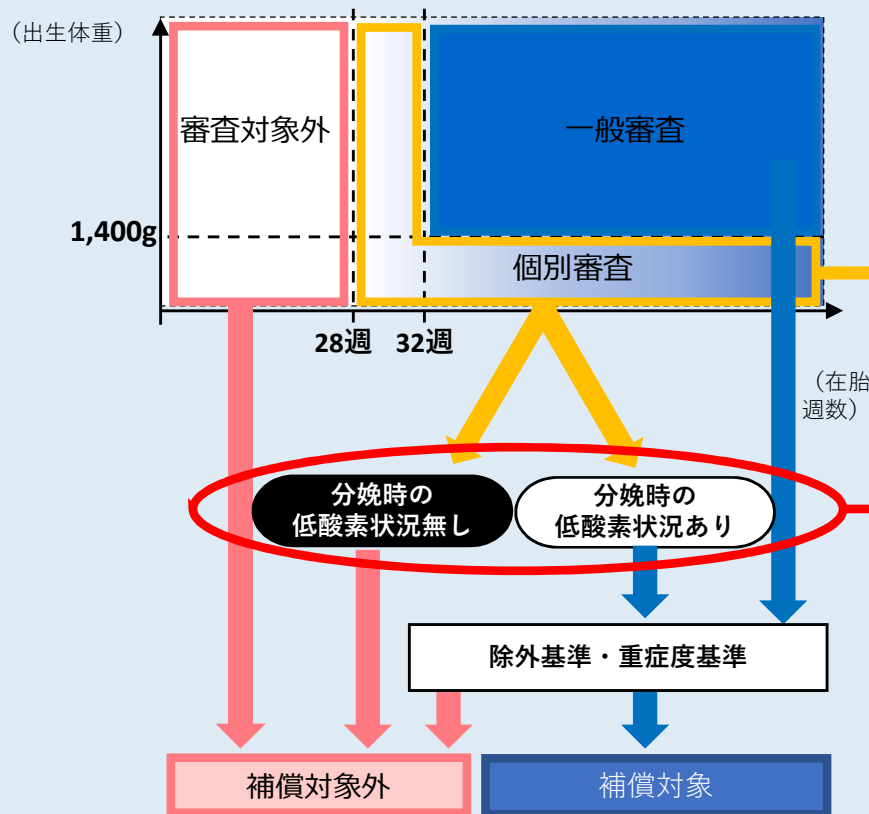 （出生体重）
審査対象外
一般審査
1,400g
個別審査
28週
32週
（在胎
週数）
分娩時の
低酸素状況無し
分娩時の
低酸素状況あり
除外基準・重症度基準
補償対象外
補償対象